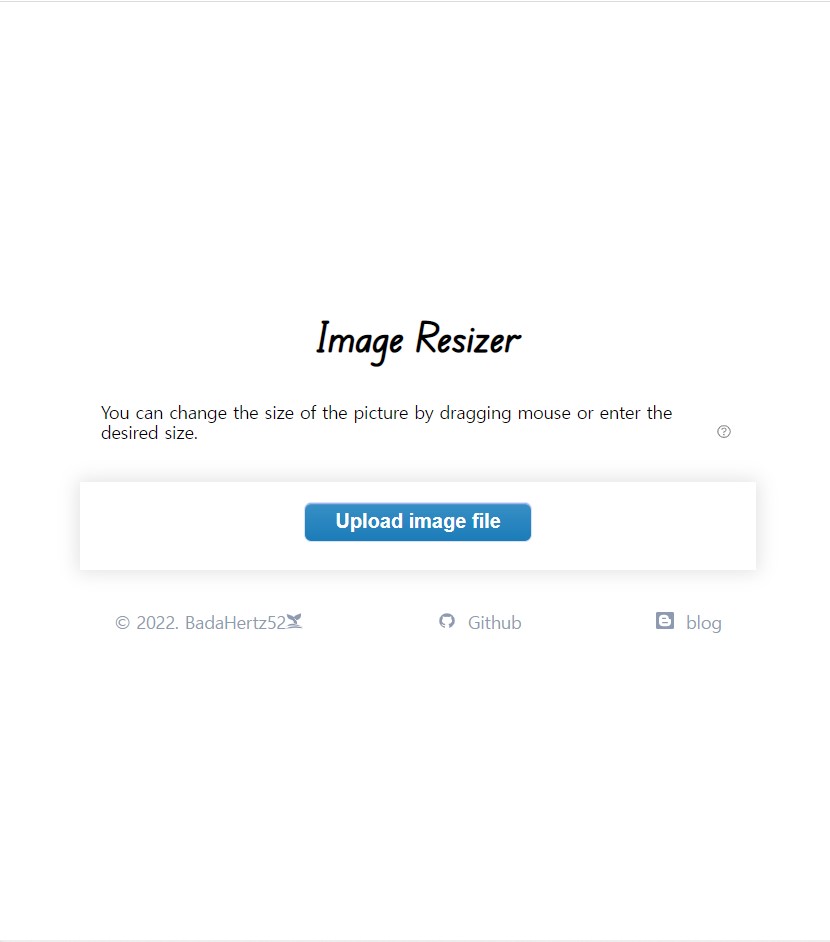 Image Resizer
You can change the size of the picture by dragging mouse or enter the
desired size.
Upload image file
© 2022. BadaHertz52 Github blog